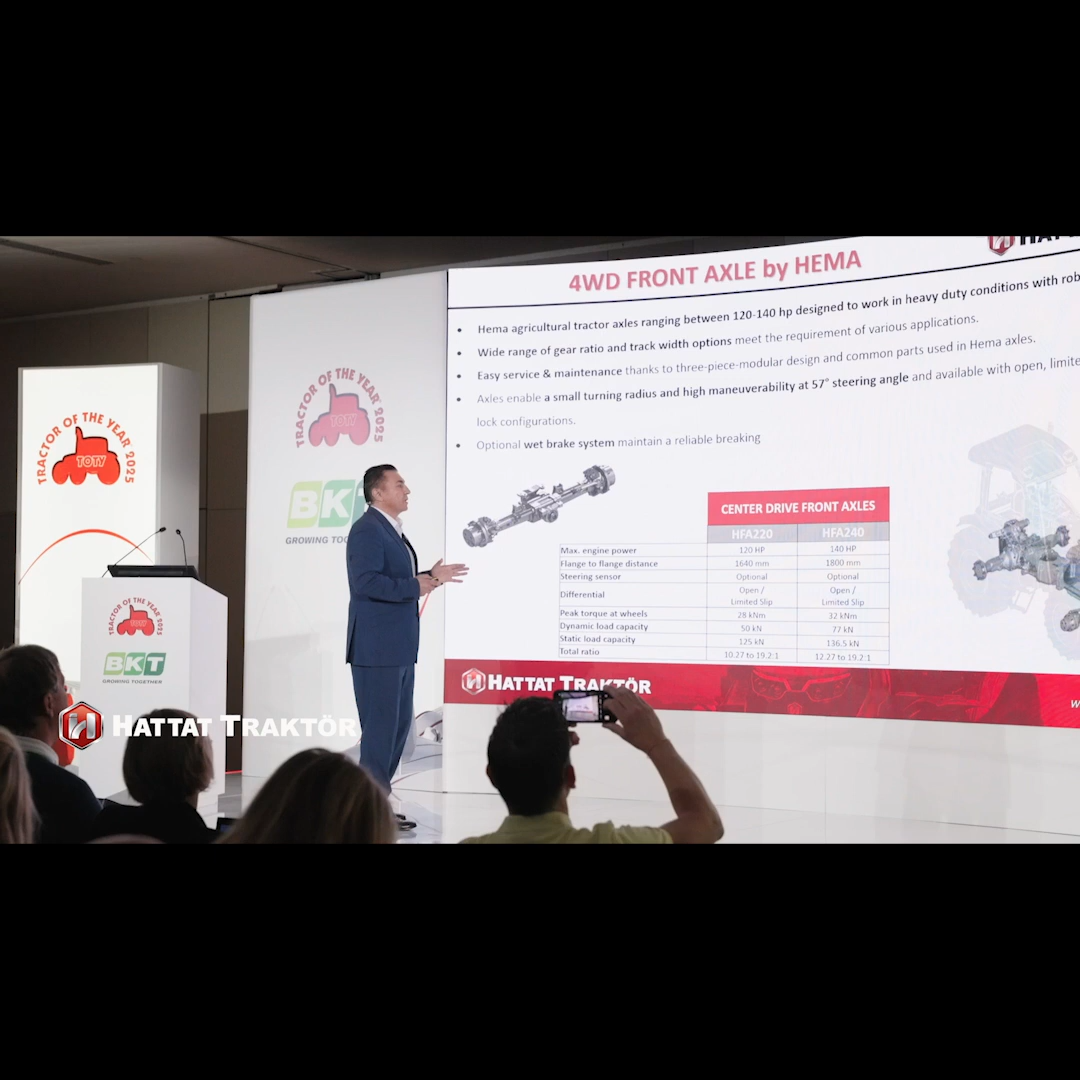 4WD FRONT AXLE by HEMA
Hema agricultural tractor axles ranging between 120-140 hp designed to work in heavy duty conditions with
Wide range of gear ratio and track width options meet the requirement of various applications.
Easy service & maintenance thanks to three-piece-modular design and common parts used in Hema axles.
Axles enable a small turning radius and high maneuverability at 57° steering angle and available with open,
lock configurations.
Optional wet brake system maintain a reliable breaking
CENTER DRIVE FRONT AXLES
HFA220 HFA240
Max. engine power 120 HP 140 HP
Flange to flange distance 1640 mm 1800 mm
Steering sensor Optional Optional
Differential Open / Limited Slip Open / Limited Slip
Peak torque at wheels 28 kNm 32 kNm
Dynamic load capacity 50 kN 77 kN
Static load capacity 125 kN 136.5 kN
Total ratio 10.27 to 19.2:1 12.27 to 19.2:1
HATTAT TRAKTÖR
TRACTOR OF THE YEAR 2025
TOTY
TRACTOR OF THE YEAR 2025
TOTY
BKT
GROWING
TRACTOR OF THE YEAR 2025
TOTY
BKT
GROWING TOGETHER
HATTAT TRAKTÖR